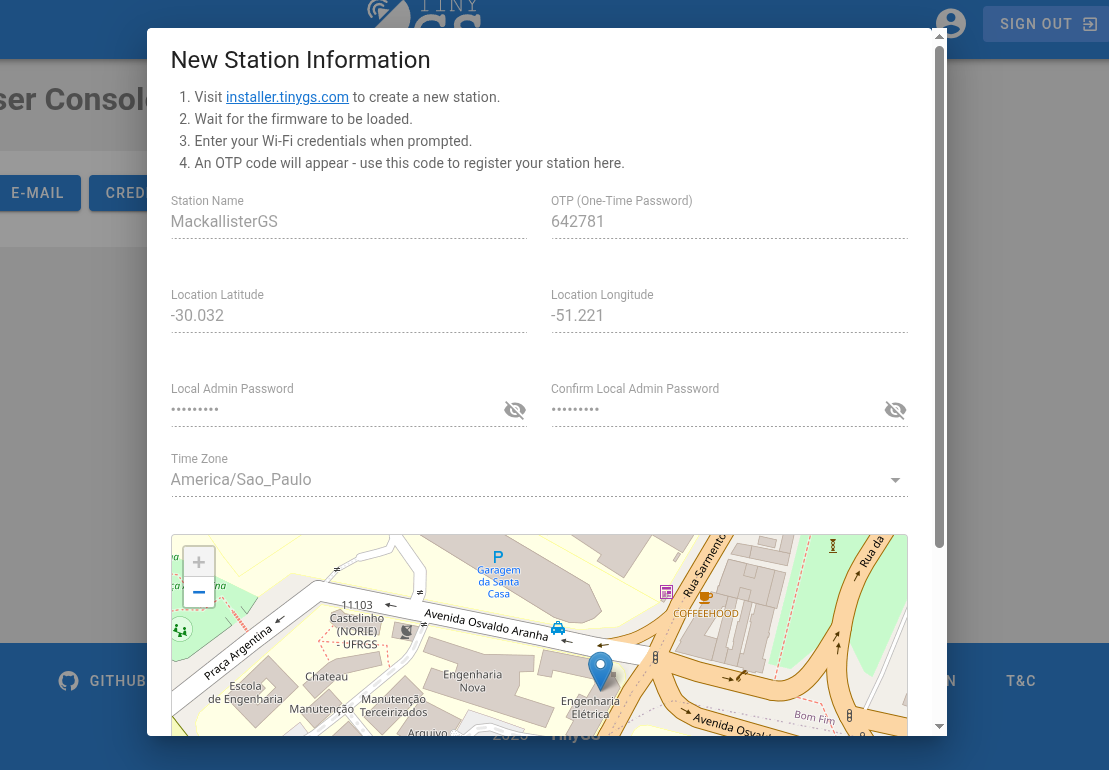 TINY
GS
SIGN OUT
ser Consol
E-MAIL
CRED
New Station Information
1. Visit installer.tinygs.com to create a new station.
2. Wait for the firmware to be loaded.
3. Enter your Wi-Fi credentials when prompted.
4. An OTP code will appear - use this code to register your station here.
Station Name
OTP (One-Time Password)
MackallisterGS
642781
Location Latitude
Location Longitude
-30.032
-51.221
Local Admin Password
Confirm Local Admin Password
•••••••••
•••••••••
Time Zone
America/Sao_Paulo
+
−
P
Garagem
da Santa
Casa
Rua Sarmento
Rua da
COFFEEHOOD
11103
Castelinho
(NORIE)
UFRGS
Avenida Osvaldo Aranha
Praça Argentina
Chateau
Engenharia
Nova
Escola
de Engenharia
Manutenção
Manutenção
Terceirizados
Engenharia
Elétrica
Arquivo
Avenida Osval
Bom Fim
GITHUB
N
T&C
2025
TinyGS